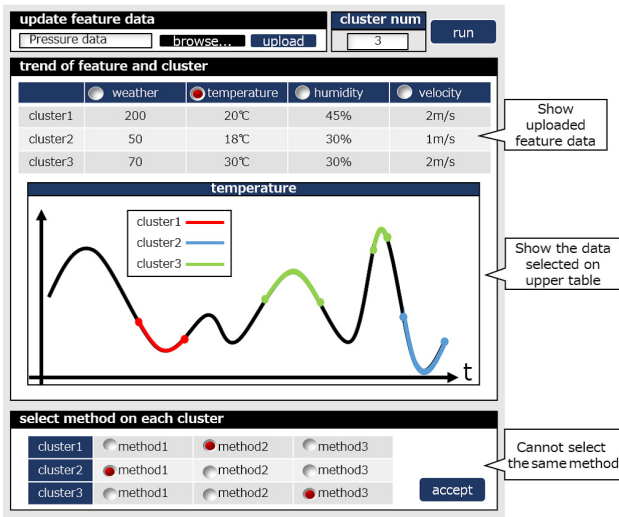 update feature data
cluster num
Pressure data
browse...
upload
3
run
trend of feature and cluster
weather temperature humidity velocity
cluster1 200 20℃ 45% 2m/s
cluster2 50 18℃ 30% 1m/s
cluster3 70 30℃ 30% 2m/s
Show
uploaded
feature data
temperature
cluster1
cluster2
cluster3
t
Show the data
selected on
upper table
select method on each cluster
cluster1 method1 method2 method3
cluster2 method1 method2 method3
cluster3 method1 method2 method3
accept
Cannot select
the same method